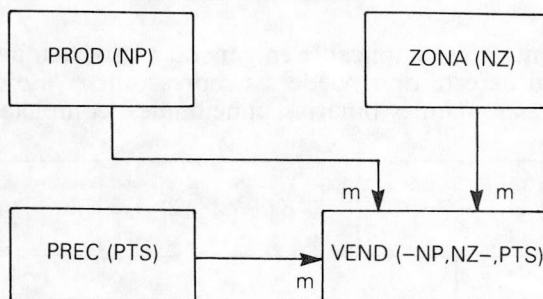 PROD (NP)
ZONA (NZ)
m
m
PREC (PTS)
VEND (–NP,NZ–,PTS)
m